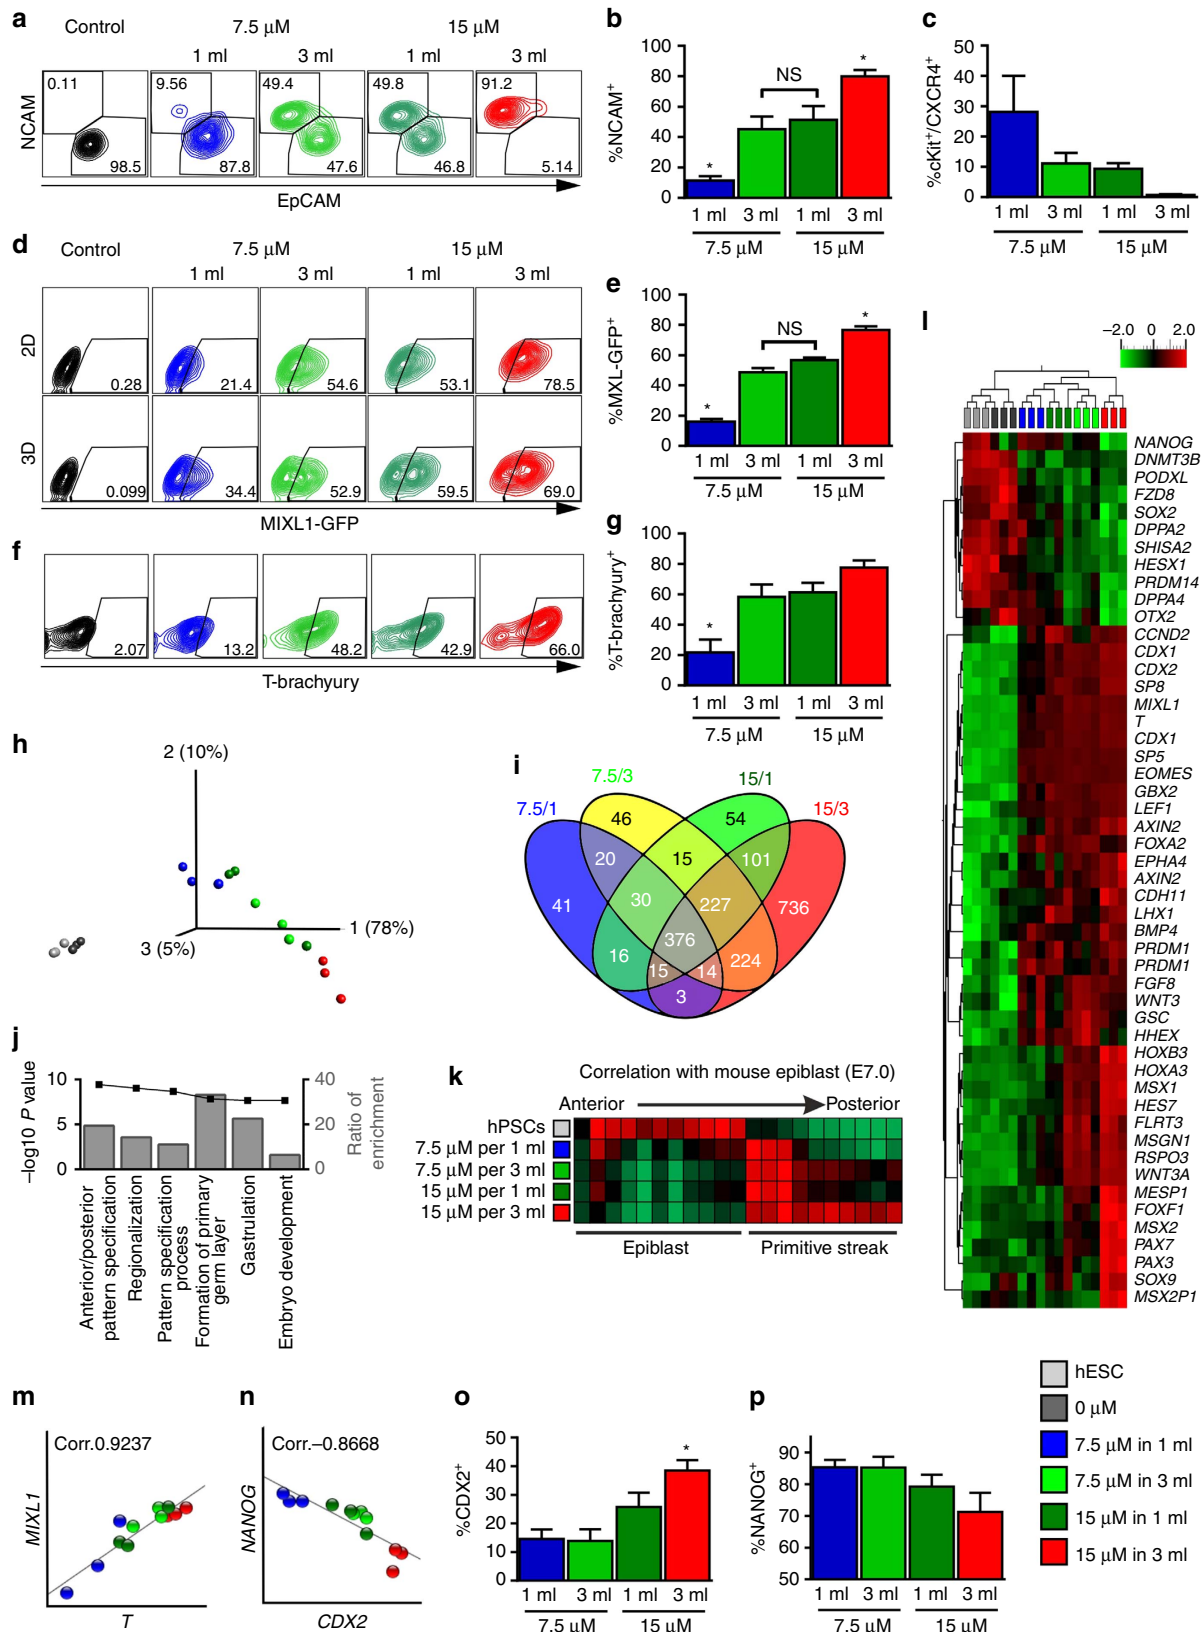 a
Control
7.5 µM
15 µM
1 ml
3 ml
1 ml
3 ml
NCAM
0.11
9.56
49.4
49.8
91.2
98.5
87.8
47.6
46.8
5.14
EpCAM
b
%NCAM+
100
80
60
40
20
0
NS
*
*
1 ml
3 ml
1 ml
3 ml
7.5 µM
15 µM
c
%cKit+/CXCR4+
50
40
30
20
10
0
1 ml
3 ml
1 ml
3 ml
7.5 µM
15 µM
d
Control
7.5 µM
15 µM
1 ml
3 ml
1 ml
3 ml
2D
0.28
21.4
54.6
53.1
78.5
3D
0.099
34.4
52.9
59.5
69.0
MIXL1-GFP
e
%MXL-GFP+
100
80
60
40
20
0
NS
*
*
1 ml
3 ml
1 ml
3 ml
7.5 µM
15 µM
f
2.07
13.2
48.2
42.9
66.0
T-brachyury
g
%T-brachyury+
100
80
60
40
20
0
*
1 ml
3 ml
1 ml
3 ml
7.5 µM
15 µM
h
2 (10%)
1 (78%)
3 (5%)
i
7.5/1
7.5/3
15/1
15/3
46
54
20
15
101
41
30
227
736
376
16
15
14
224
3
j
–log10 P value
10
5
0
40
20
0
Ratio of
enrichment
Anterior/posterior
pattern specification
Regionalization
Pattern specification
process
Formation of primary
germ layer
Gastrulation
Embryo development
k
Correlation with mouse epiblast (E7.0)
Anterior
Posterior
hPSCs
7.5 µM per 1 ml
7.5 µM per 3 ml
15 µM per 1 ml
15 µM per 3 ml
Epiblast
Primitive streak
l
–2.0
0
2.0
NANOG
DNMT3B
PODXL
FZD8
SOX2
DPPA2
SHISA2
HESX1
PRDM14
DPPA4
OTX2
CCND2
CDX1
CDX2
SP8
MIXL1
T
CDX1
SP5
EOMES
GBX2
LEF1
AXIN2
FOXA2
EPHA4
AXIN2
CDH11
LHX1
BMP4
PRDM1
PRDM1
FGF8
WNT3
GSC
HHEX
HOXB3
HOXA3
MSX1
HES7
FLRT3
MSGN1
RSPO3
WNT3A
MESP1
FOXF1
MSX2
PAX7
PAX3
SOX9
MSX2P1
m
Corr.0.9237
MIXL1
T
n
Corr.–0.8668
NANOG
CDX2
o
%CDX2+
50
40
30
20
10
0
*
1 ml
3 ml
1 ml
3 ml
7.5 µM
15 µM
p
%NANOG+
90
80
70
60
50
1 ml
3 ml
1 ml
3 ml
7.5 µM
15 µM
hESC
0 µM
7.5 µM in 1 ml
7.5 µM in 3 ml
15 µM in 1 ml
15 µM in 3 ml